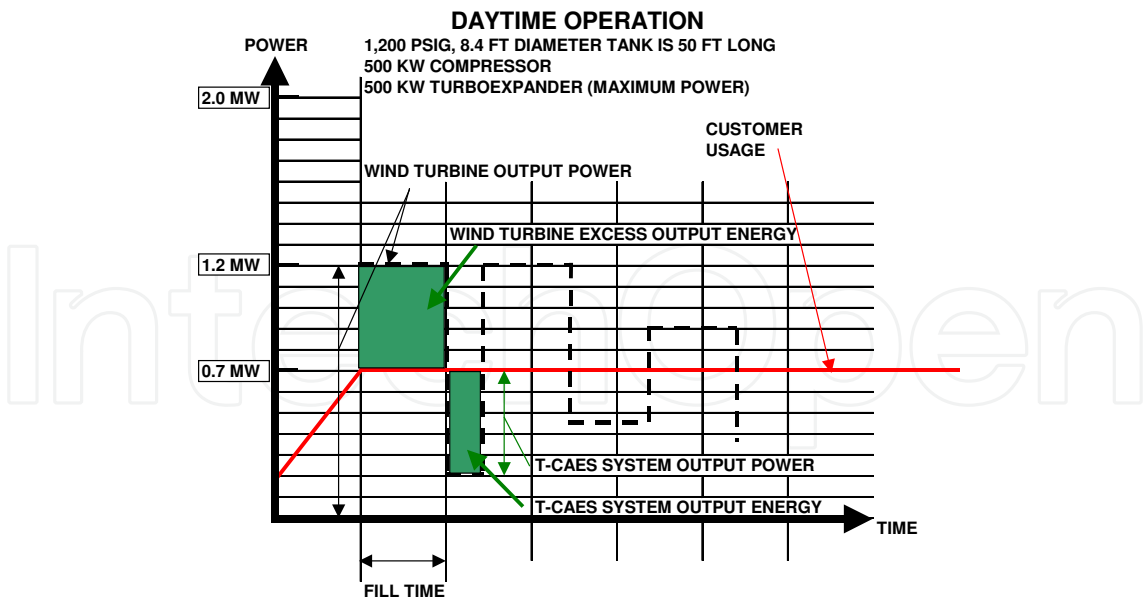 DAYTIME OPERATION
POWER
1,200 PSIG, 8.4 FT DIAMETER TANK IS 50 FT LONG
500 KW COMPRESSOR
500 KW TURBOEXPANDER (MAXIMUM POWER)
2.0 MW
CUSTOMER
USAGE
WIND TURBINE OUTPUT POWER
WIND TURBINE EXCESS OUTPUT ENERGY
1.2 MW
IntechOpen
0.7 MW
T-CAES SYSTEM OUTPUT POWER
T-CAES SYSTEM OUTPUT ENERGY
TIME
FILL TIME